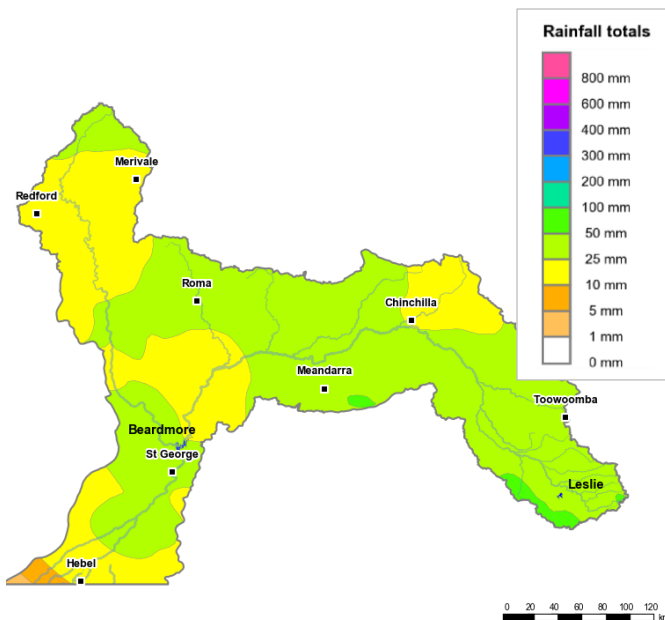 Rainfall totals
800 mm
600 mm
400 mm
300 mm
200 mm
100 mm
50 mm
25 mm
10 mm
5 mm
1 mm
0 mm
Merivale
Redford
Roma
Chinchilla
Meandarra
Toowoomba
Beardmore
St George
Leslie
Hebel
0 20 40 60 80 100 120